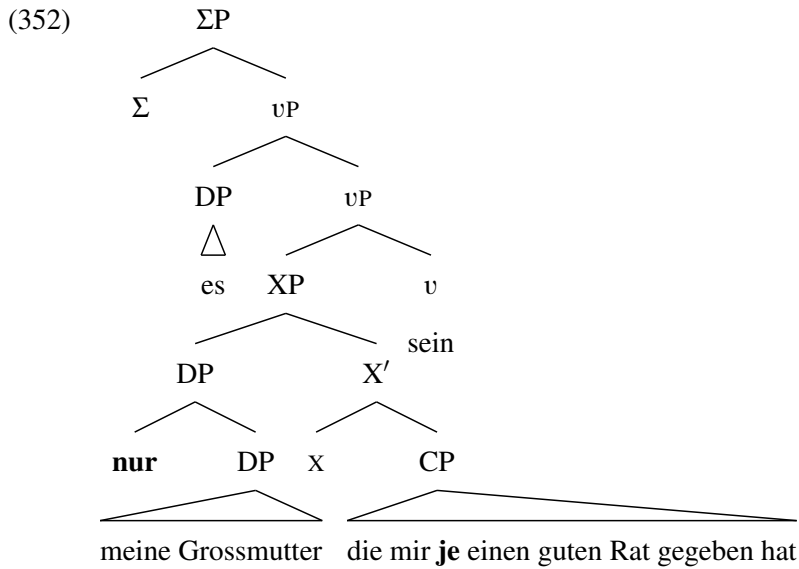 (352) ΣP
Σ υP
DP υP
es XP υ
sein
DP X′
nur DP X CP
meine Grossmutter die mir je einen guten Rat gegeben hat